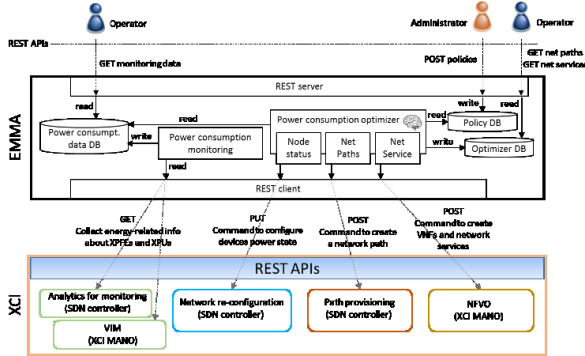 Operator
Administrator
Operator
REST APIs
GET monitoring data
POST policies
GET net paths
GET net services
REST server
read
write
read
Power consumpt.
data DB
read
write
Power consumption
monitoring
Power consumption optimizer
Node
status
Net
Paths
Net
Service
read
write
Policy DB
Optimizer DB
EMMA
read
REST client
GET
Collect energy-related info
about XPFEs and XPUs
PUT
Command to configure
devices power state
POST
Command to create
a network path
POST
Command to create
VNFs and network
services
REST APIs
XCI
Analytics for monitoring
(SDN controller)
VIM
(XCI MANO)
Network re-configuration
(SDN controller)
Path provisioning
(SDN controller)
NFVO
(XCI MANO)